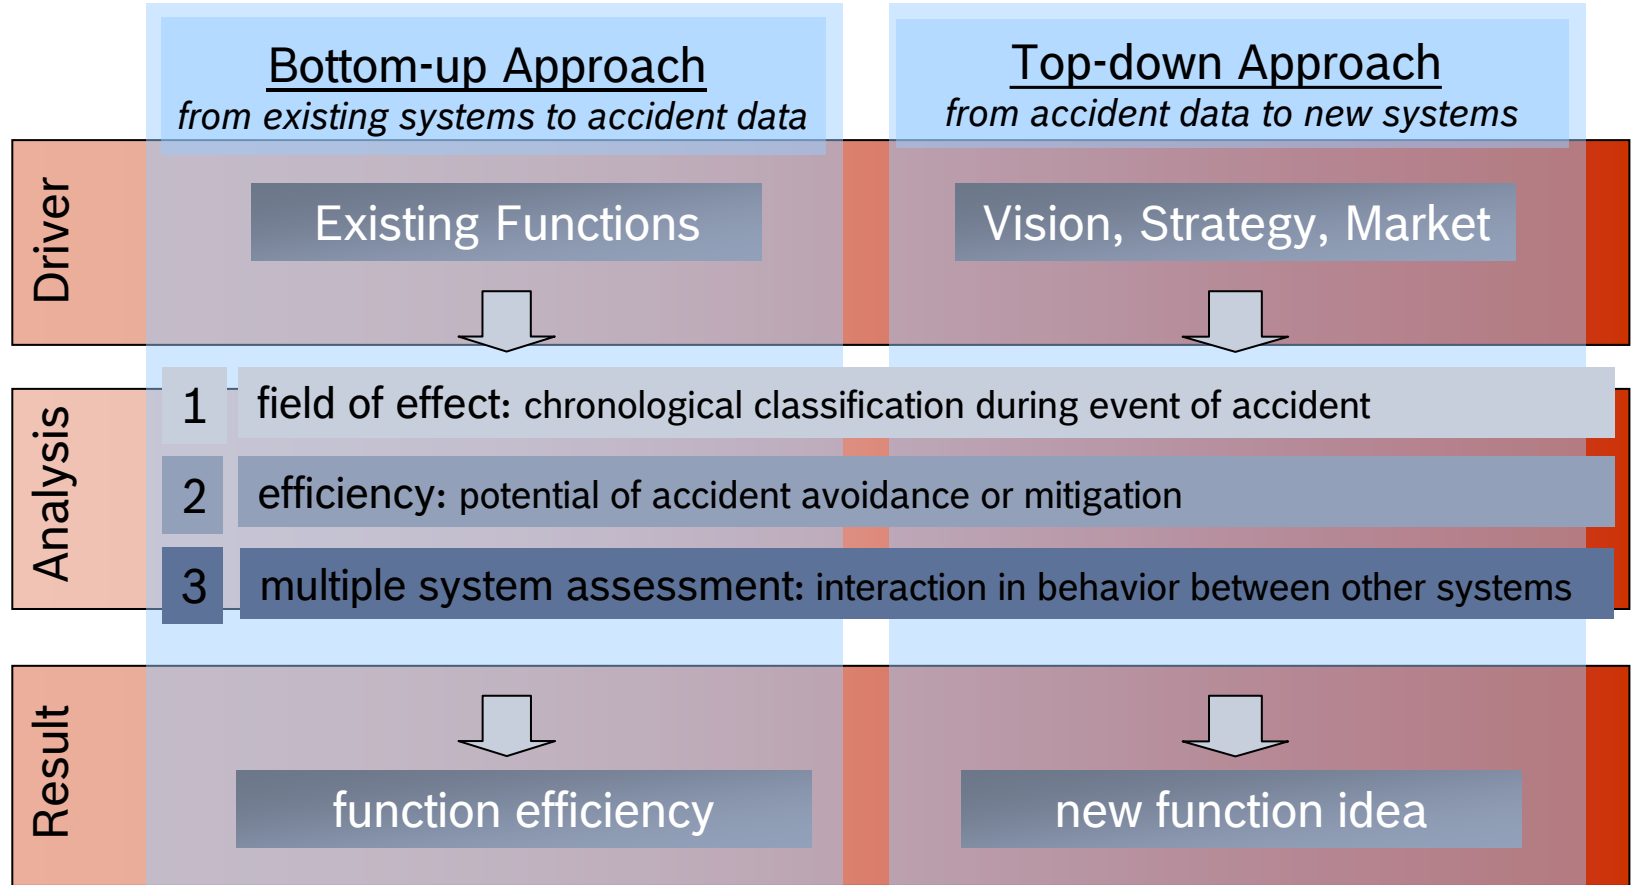 Bottom-up Approach
from existing systems to accident data
Top-down Approach
from accident data to new systems
Driver
Existing Functions
Vision, Strategy, Market
Analysis
1 field of effect: chronological classification during event of accident
2 efficiency: potential of accident avoidance or mitigation
3 multiple system assessment: interaction in behavior between other systems
Result
function efficiency
new function idea